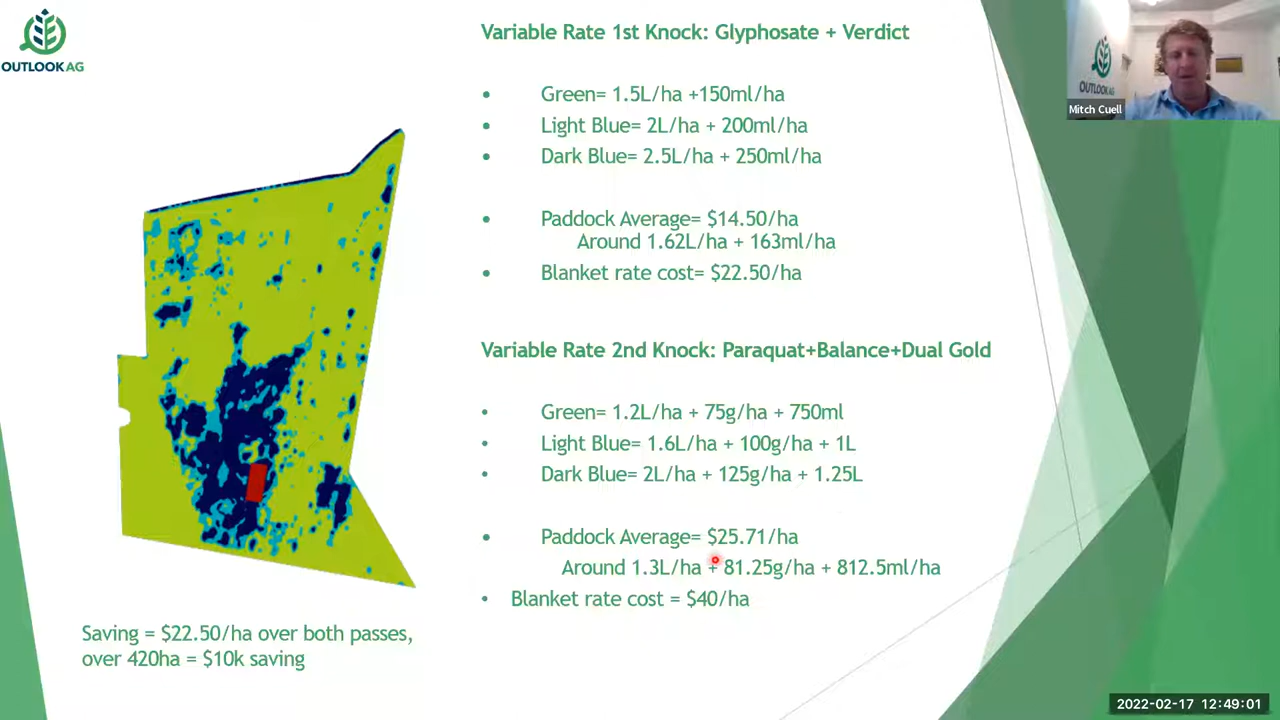 OUTLOOKAG
Variable Rate 1st Knock: Glyphosate + Verdict
Green= 1.5L/ha +150ml/ha
Light Blue= 2L/ha + 200ml/ha
Dark Blue= 2.5L/ha + 250ml/ha
Paddock Average= $14.50/ha
Around 1.62L/ha + 163ml/ha
Blanket rate cost= $22.50/ha
Variable Rate 2nd Knock: Paraquat+Balance+Dual Gold
Green= 1.2L/ha + 75g/ha + 750ml
Light Blue= 1.6L/ha + 100g/ha + 1L
Dark Blue= 2L/ha + 125g/ha + 1.25L
Paddock Average= $25.71/ha
Around 1.3L/ha + 81.25g/ha + 812.5ml/ha
Blanket rate cost = $40/ha
Saving = $22.50/ha over both passes,
over 420ha = $10k saving
OUTLOOKAG
Mitch Cuell
2022-02-17 12:49:01